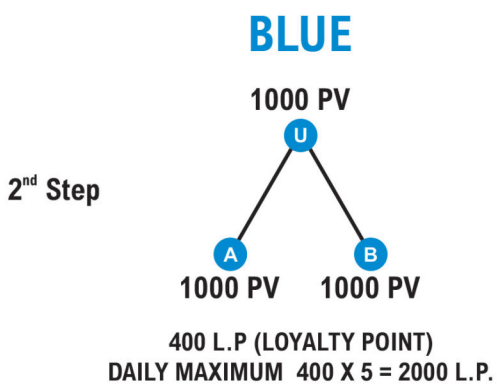 BLUE
1000 PV
U
2nd Step
A B
1000 PV 1000 PV
400 L.P (LOYALTY POINT)
DAILY MAXIMUM 400 X 5 = 2000 L.P.